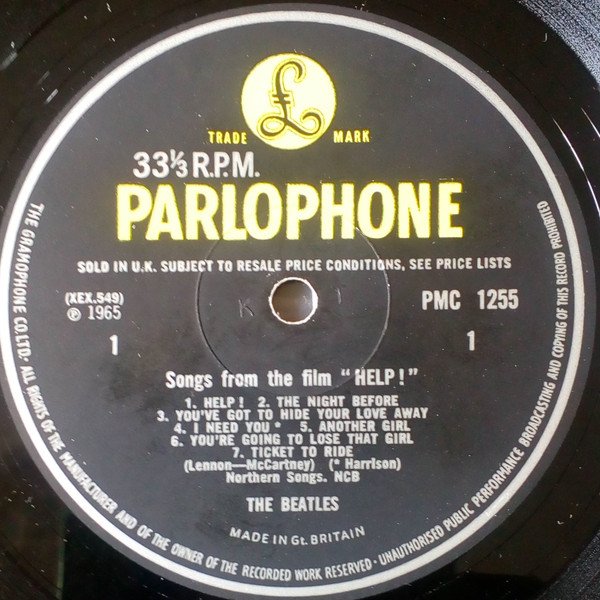 £
TRADE MARK
33⅓ R.P.M.
PARLOPHONE
SOLD IN U.K. SUBJECT TO RESALE PRICE CONDITIONS, SEE PRICE LISTS
(XEX.549)
℗ 1965
PMC 1255
1
1
K T
Songs from the film "HELP!"
1. HELP! 2. THE NIGHT BEFORE
3. YOU'VE GOT TO HIDE YOUR LOVE AWAY
4. I NEED YOU* 5. ANOTHER GIRL
6. YOU'RE GOING TO LOSE THAT GIRL
7. TICKET TO RIDE
(Lennon—McCartney) (* Harrison)
Northern Songs. NCB
THE BEATLES
MADE IN Gt. BRITAIN
THE GRAMOPHONE CO. LTD· ALL RIGHTS OF THE MANUFACTURER AND OF THE OWNER OF THE RECORDED WORK RESERVED · UNAUTHORISED PUBLIC PERFORMANCE BROADCASTING AND COPYING OF THIS RECORD PROHIBITED